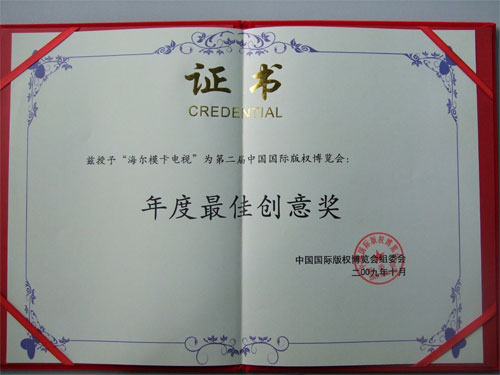 证书
CREDENTIAL
兹授予“海尔模卡电视”为第二届中国国际版权博览会：
年度最佳创意奖
中国国际版权博览会组委会
二00九年十月